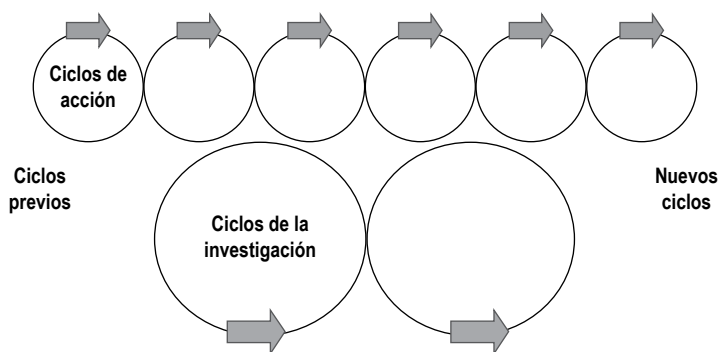 Ciclos de
acción
Ciclos
previos
Nuevos
ciclos
Ciclos de la
investigación